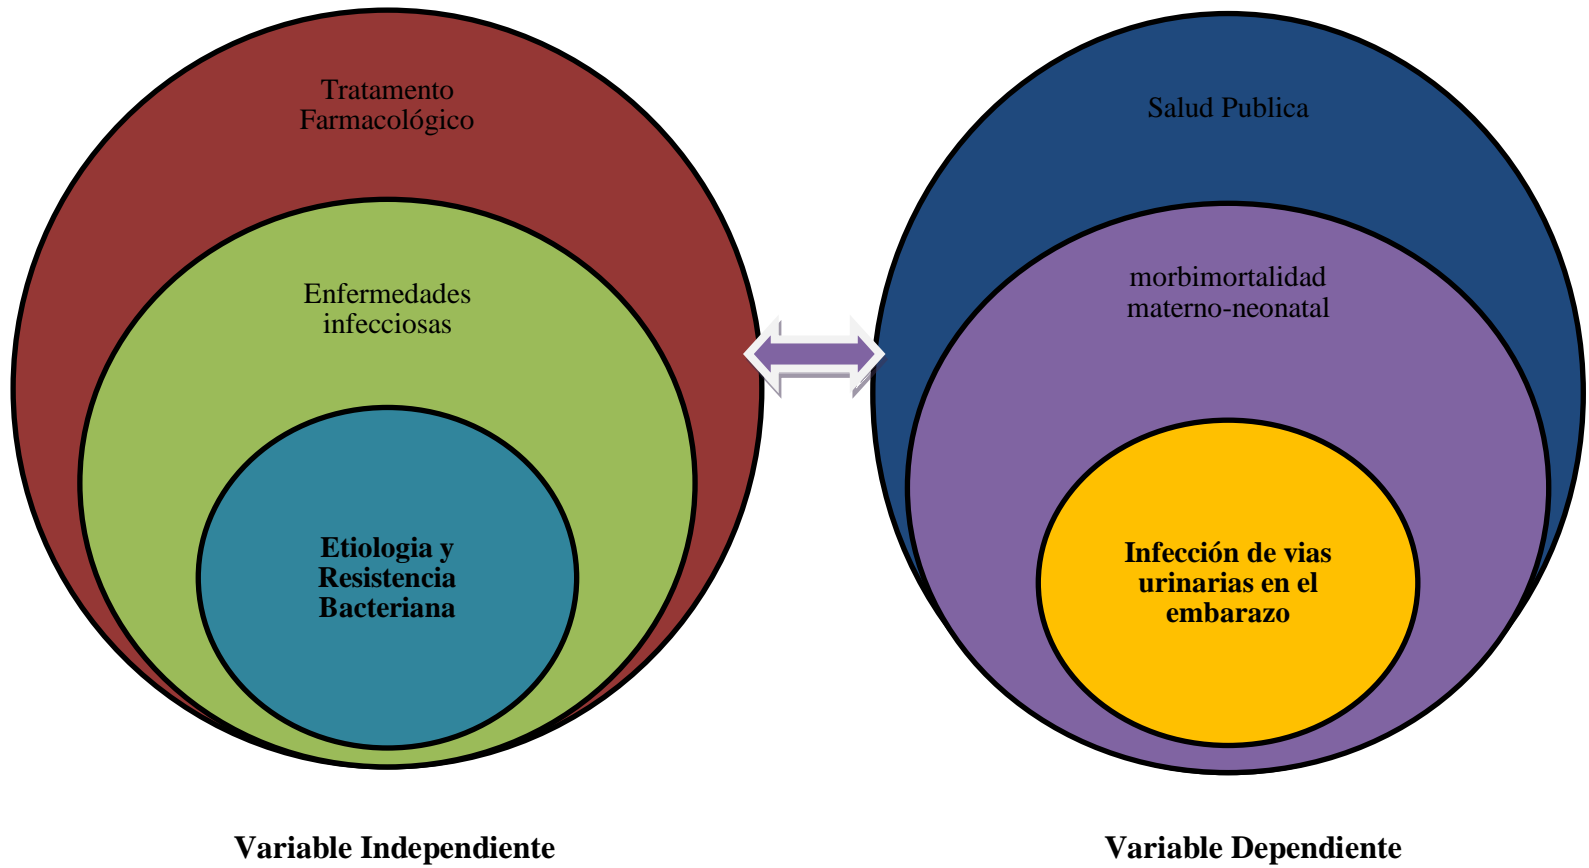 Tratamento
Farmacológico
Enfermedades
infecciosas
Etiologia y
Resistencia
Bacteriana
Variable Independiente
Salud Publica
morbimortalidad
materno-neonatal
Infección de vias
urinarias en el
embarazo
Variable Dependiente